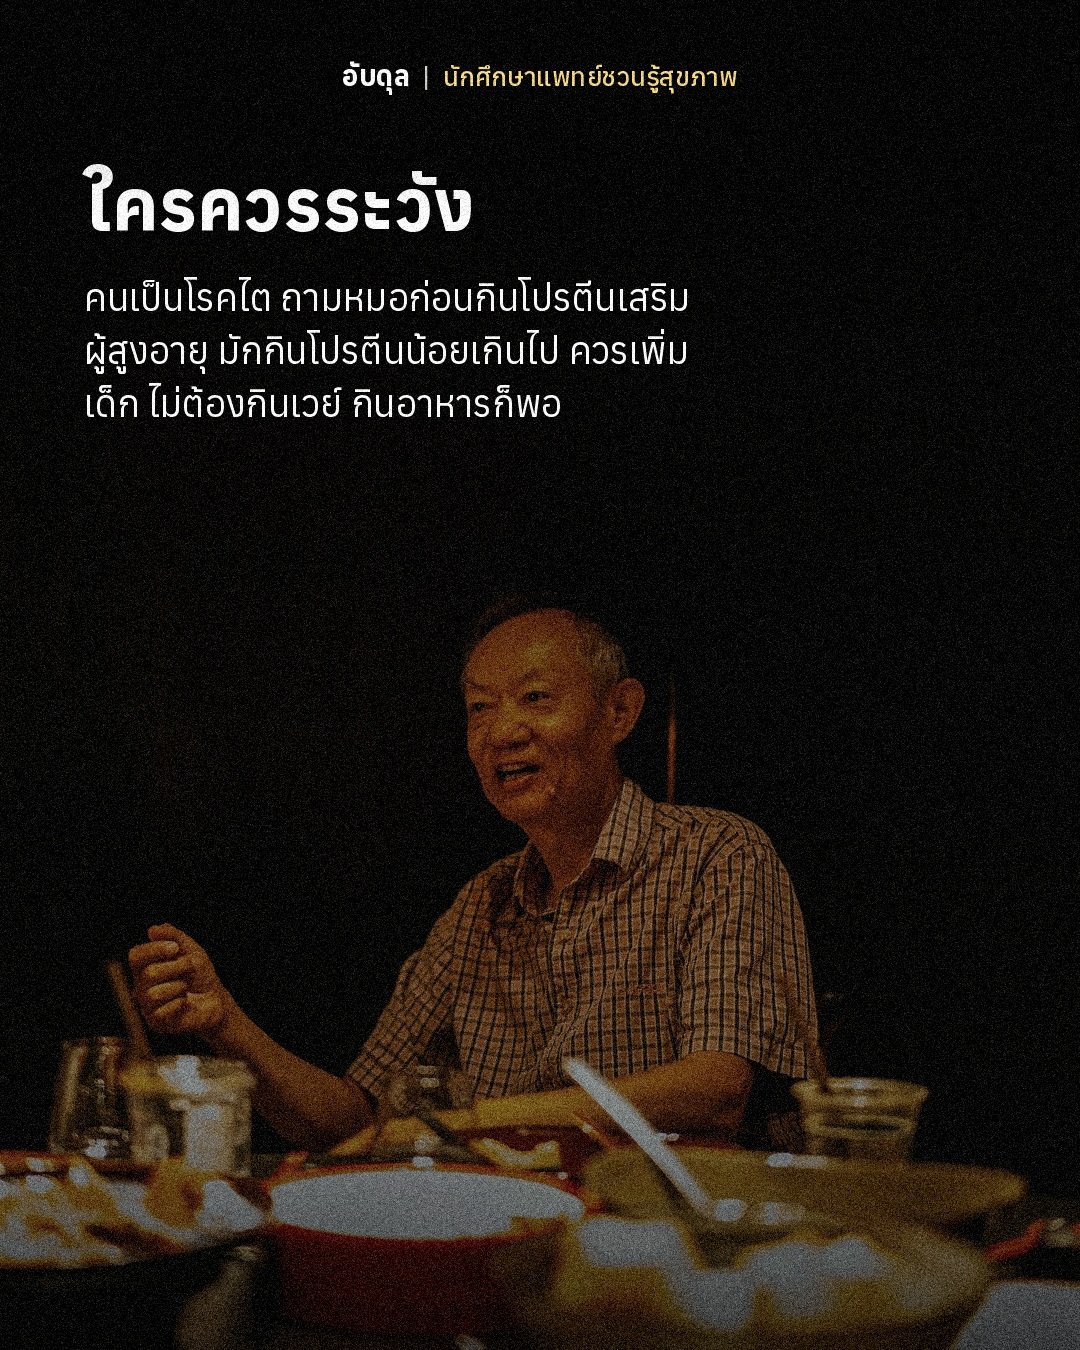 อับดุล | นักศึกษาแพทย์ชวนรู้สุขภาพ
ใครควรระวัง
คนเป็นโรคไต ถามหมอก่อนกินโปรตีนเสริม
ผู้สูงอายุ มักกินโปรตีนน้อยเกินไป ควรเพิ่ม
เด็ก ไม่ต้องกินเวย์ กินอาหารก็พอ